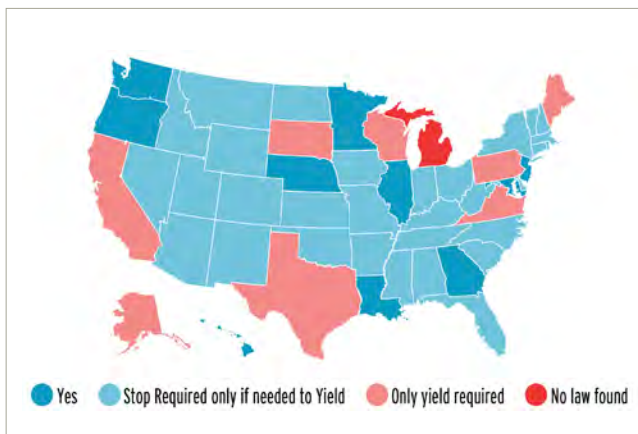 Yes Stop Required only if needed to Yield Only yield required No law found